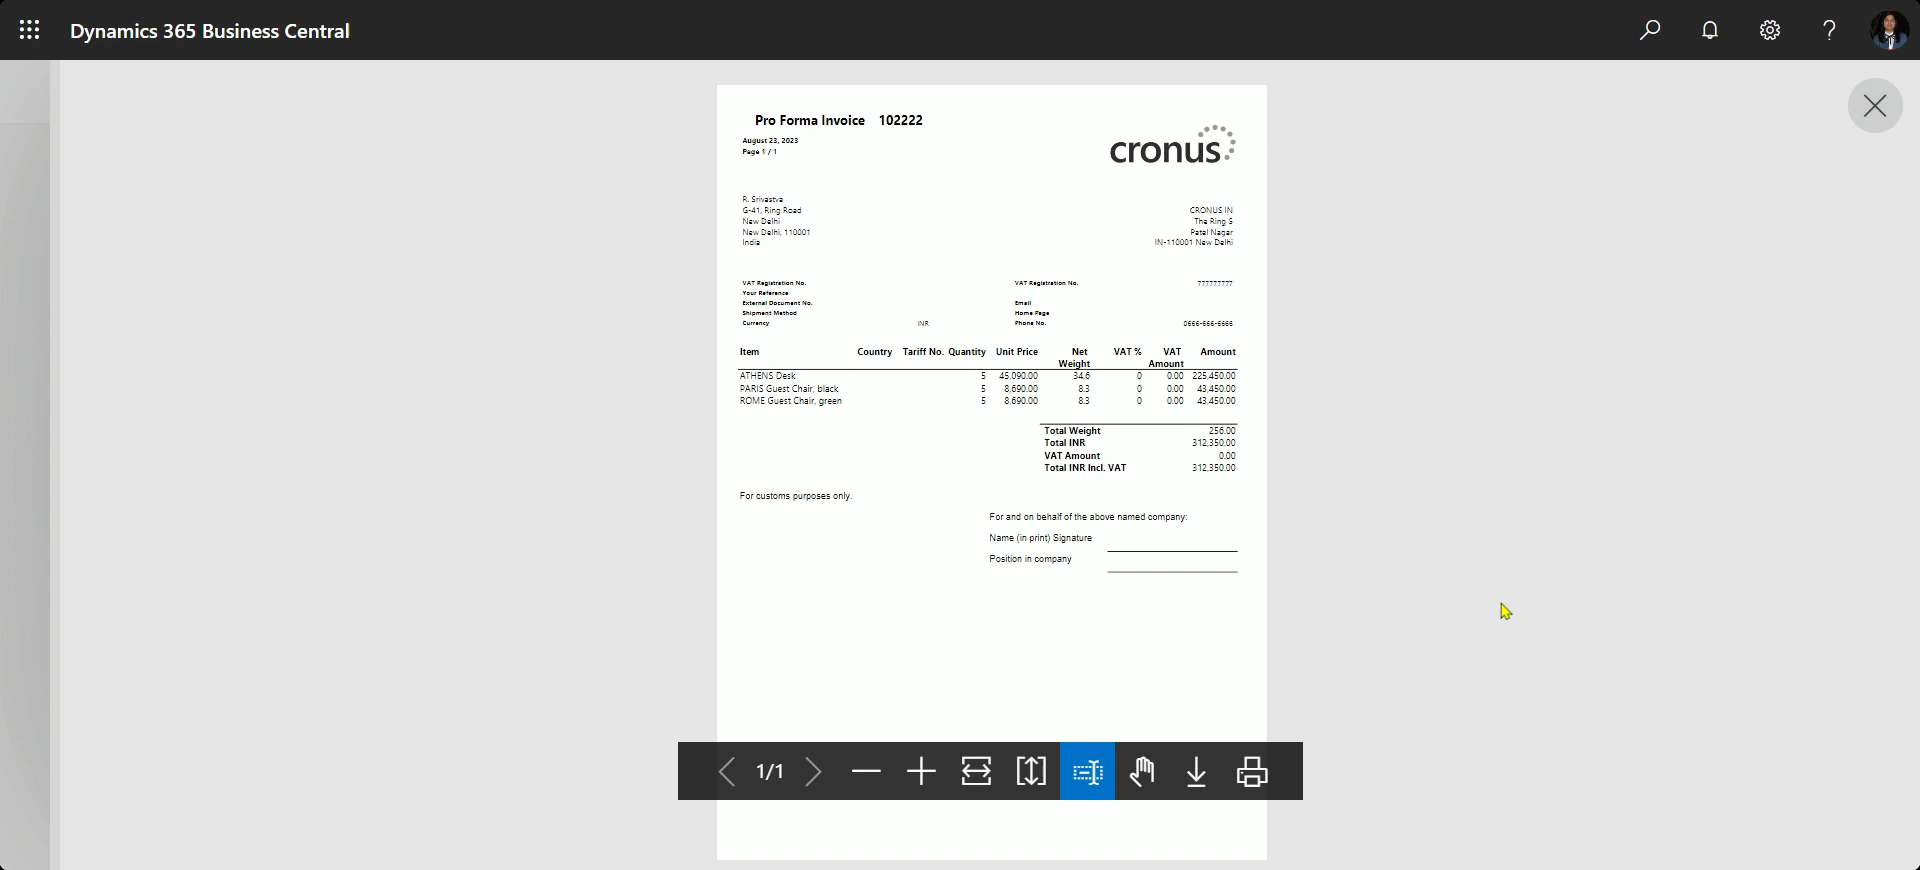 Dynamics 365 Business Central
Pro Forma Invoice 102222
August 23, 2023
Page 1 / 1
cronus
R. Srivastva
G-41, Ring Road
New Delhi
New Delhi, 110001
India
CRONUS IN
The Ring 5
Patel Nagar
IN-110001 New Delhi
VAT Registration No.
Your Reference
External Document No.
Shipment Method
Currency INR
VAT Registration No. 777777777
Email
Home Page
Phone No. 0666-666-6666
Item Country Tariff No. Quantity Unit Price Net Weight VAT % VAT Amount Amount
ATHENS Desk 5 45,090.00 34.6 0 0.00 225,450.00
PARIS Guest Chair, black 5 8,690.00 8.3 0 0.00 43,450.00
ROME Guest Chair, green 5 8,690.00 8.3 0 0.00 43,450.00
Total Weight 256.00
Total INR 312,350.00
VAT Amount 0.00
Total INR Incl. VAT 312,350.00
For customs purposes only.
For and on behalf of the above named company:
Name (in print) Signature
Position in company
1/1